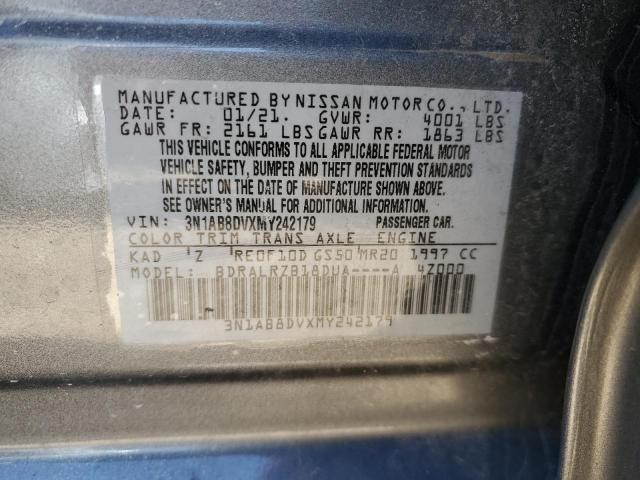 MANUFACTURED BY NISSAN MOTOR CO., LTD.
DATE: 01/21. GVWR: 4001 LBS
GAWR FR: 2161 LBS GAWR RR: 1863 LBS
THIS VEHICLE CONFORMS TO ALL APPLICABLE FEDERAL MOTOR
VEHICLE SAFETY, BUMPER AND THEFT PREVENTION STANDARDS
IN EFFECT ON THE DATE OF MANUFACTURE SHOWN ABOVE.
SEE OWNER'S MANUAL FOR ADDITIONAL INFORMATION.
VIN: 3N1AB8DVXMY242179 PASSENGER CAR.
COLOR TRIM TRANS AXLE ENGINE
KAD Z RE0F10D GS50 MR20 1997 CC
MODEL: BDRALRZB18DUA----A 4Z000
3N1AB8DVXMY242179